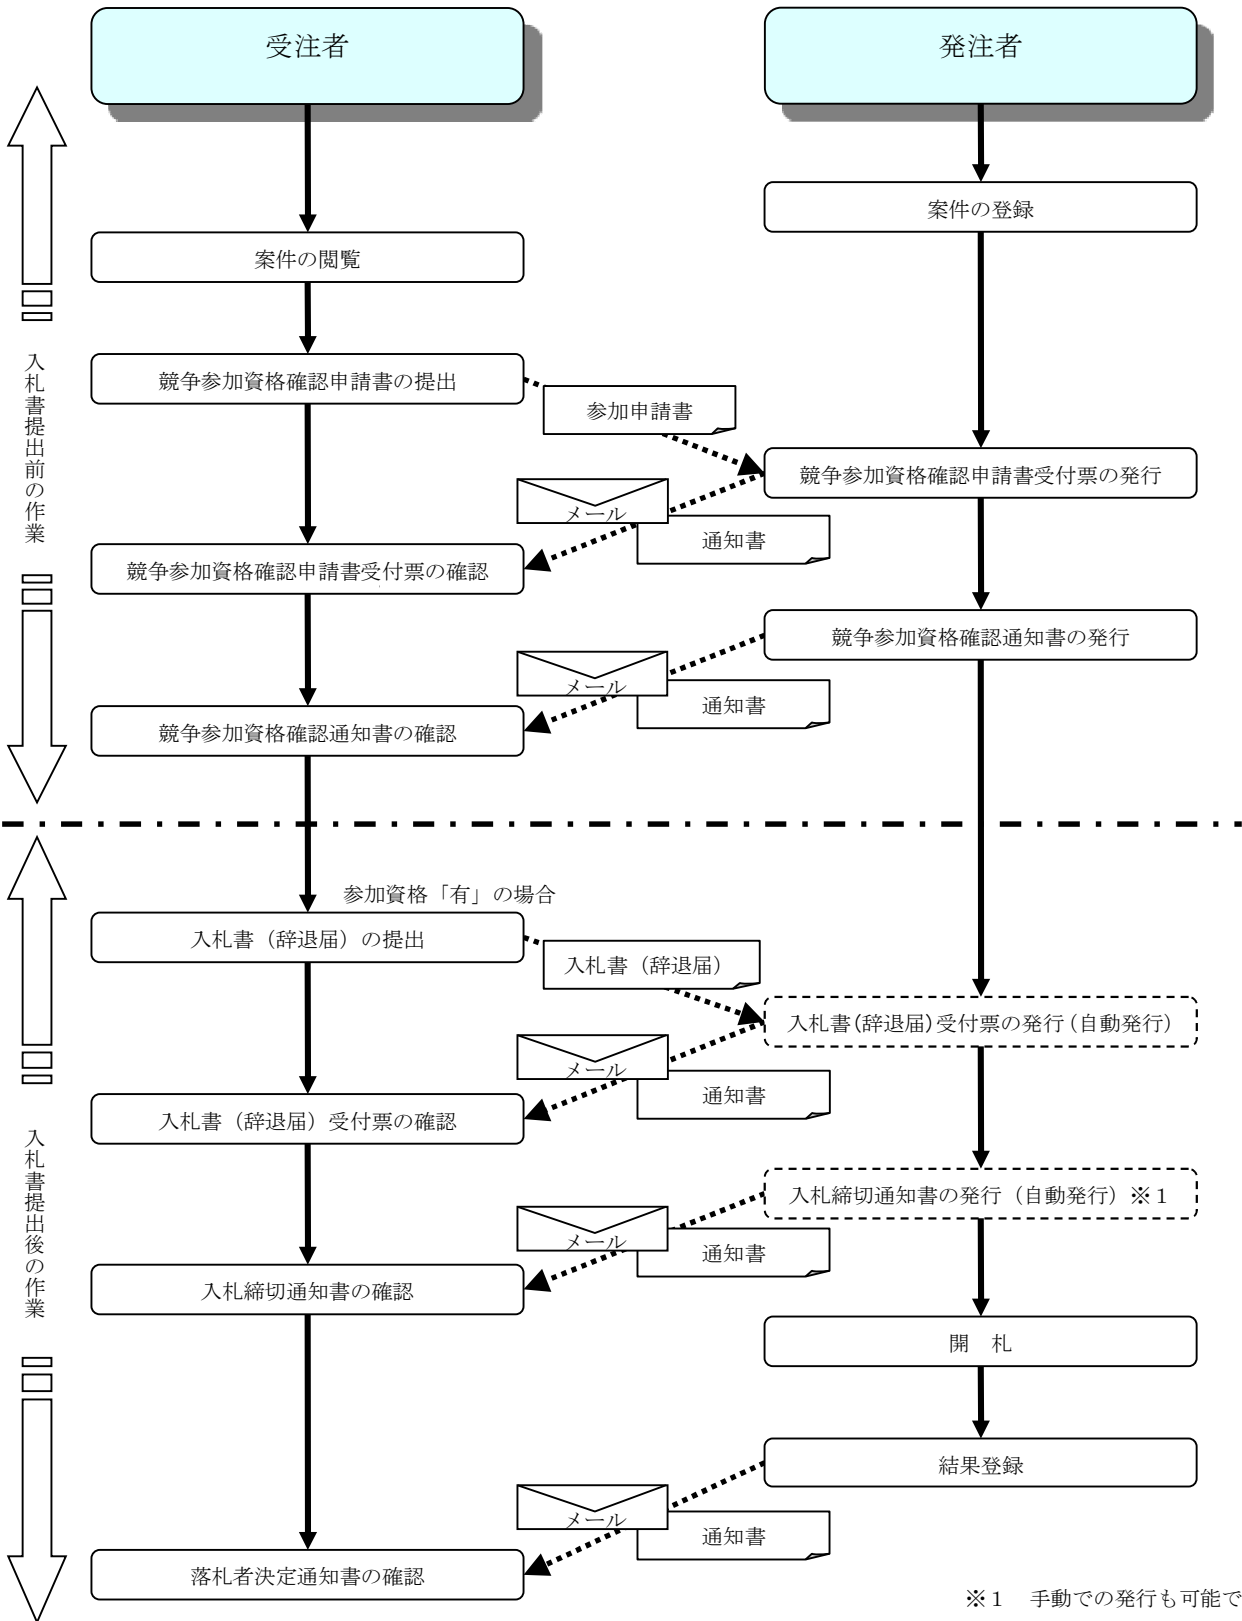 受注者
発注者
案件の登録
案件の閲覧
競争参加資格確認申請書の提出
参加申請書
競争参加資格確認申請書受付票の発行
メール
通知書
競争参加資格確認申請書受付票の確認
入札書提出前の作業
競争参加資格確認通知書の発行
メール
通知書
競争参加資格確認通知書の確認
参加資格「有」の場合
入札書（辞退届）の提出
入札書（辞退届）
入札書(辞退届)受付票の発行(自動発行)
メール
通知書
入札書（辞退届）受付票の確認
入札書提出後の作業
入札締切通知書の発行（自動発行）※１
メール
通知書
入札締切通知書の確認
開　札
結果登録
メール
通知書
落札者決定通知書の確認
※１　手動での発行も可能で